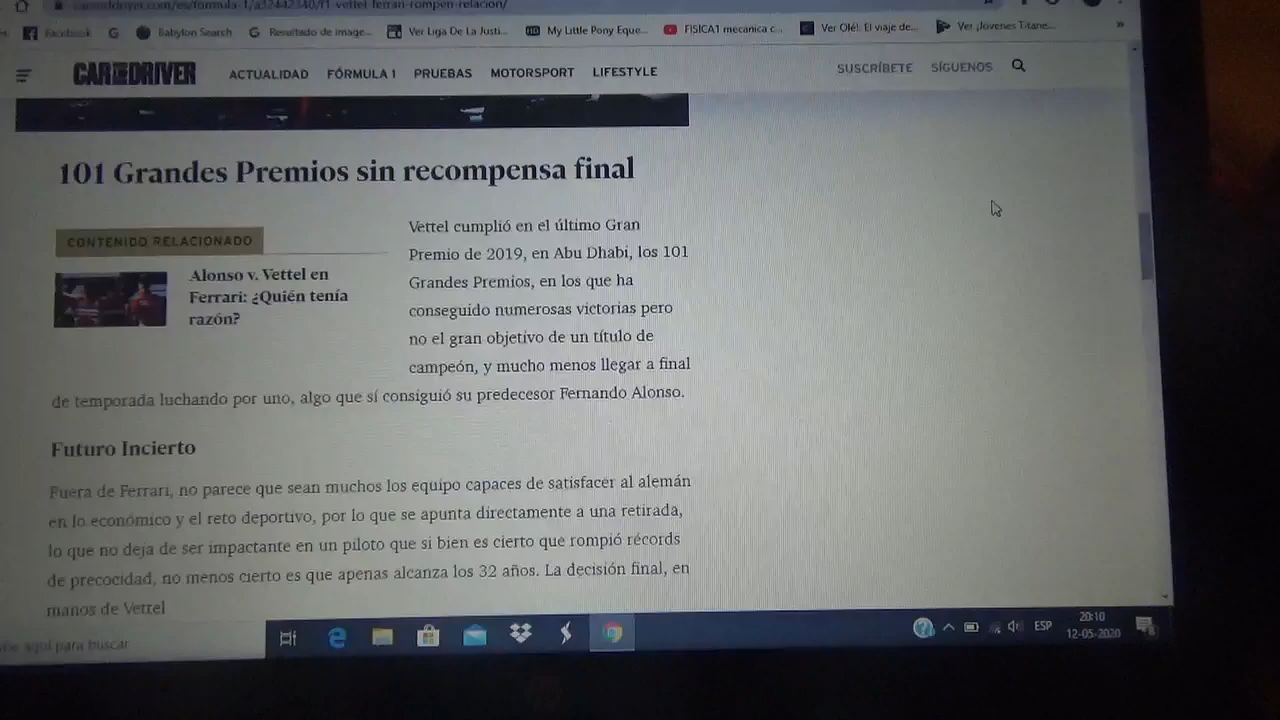 caranddriver.com/es/formula-1/a32442340/f1-vettel-ferrari-rompen-relacion/
Facebook Babylon Search Resultado de image... Ver Liga De La Justi... My Little Pony Eque... FISICA1 mecanica c... Ver Olé!: El viaje de... Ver ¡Jóvenes Titane... »
CAR AND DRIVER ACTUALIDAD FÓRMULA 1 PRUEBAS MOTORSPORT LIFESTYLE SUSCRÍBETE SÍGUENOS
101 Grandes Premios sin recompensa final
CONTENIDO RELACIONADO
Alonso v. Vettel en
Ferrari: ¿Quién tenía
razón?
Vettel cumplió en el último Gran
Premio de 2019, en Abu Dhabi, los 101
Grandes Premios, en los que ha
conseguido numerosas victorias pero
no el gran objetivo de un título de
campeón, y mucho menos llegar a final
de temporada luchando por uno, algo que sí consiguió su predecesor Fernando Alonso.
Futuro Incierto
Fuera de Ferrari, no parece que sean muchos los equipo capaces de satisfacer al alemán
en lo económico y el reto deportivo, por lo que se apunta directamente a una retirada,
lo que no deja de ser impactante en un piloto que si bien es cierto que rompió récords
de precocidad, no menos cierto es que apenas alcanza los 32 años. La decisión final, en
manos de Vettel
aquí para buscar
ESP
20:10
12-05-2020